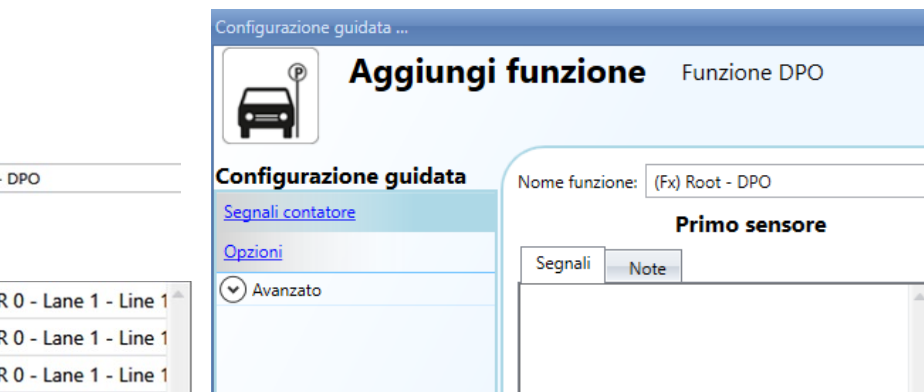 Configurazione guidata ...
P
Aggiungi funzione Funzione DPO
- DPO
Configurazione guidata
Segnali contatore
Opzioni
Avanzato
Nome funzione: (Fx) Root - DPO
Primo sensore
Segnali Note
R 0 - Lane 1 - Line 1
R 0 - Lane 1 - Line 1
R 0 - Lane 1 - Line 1